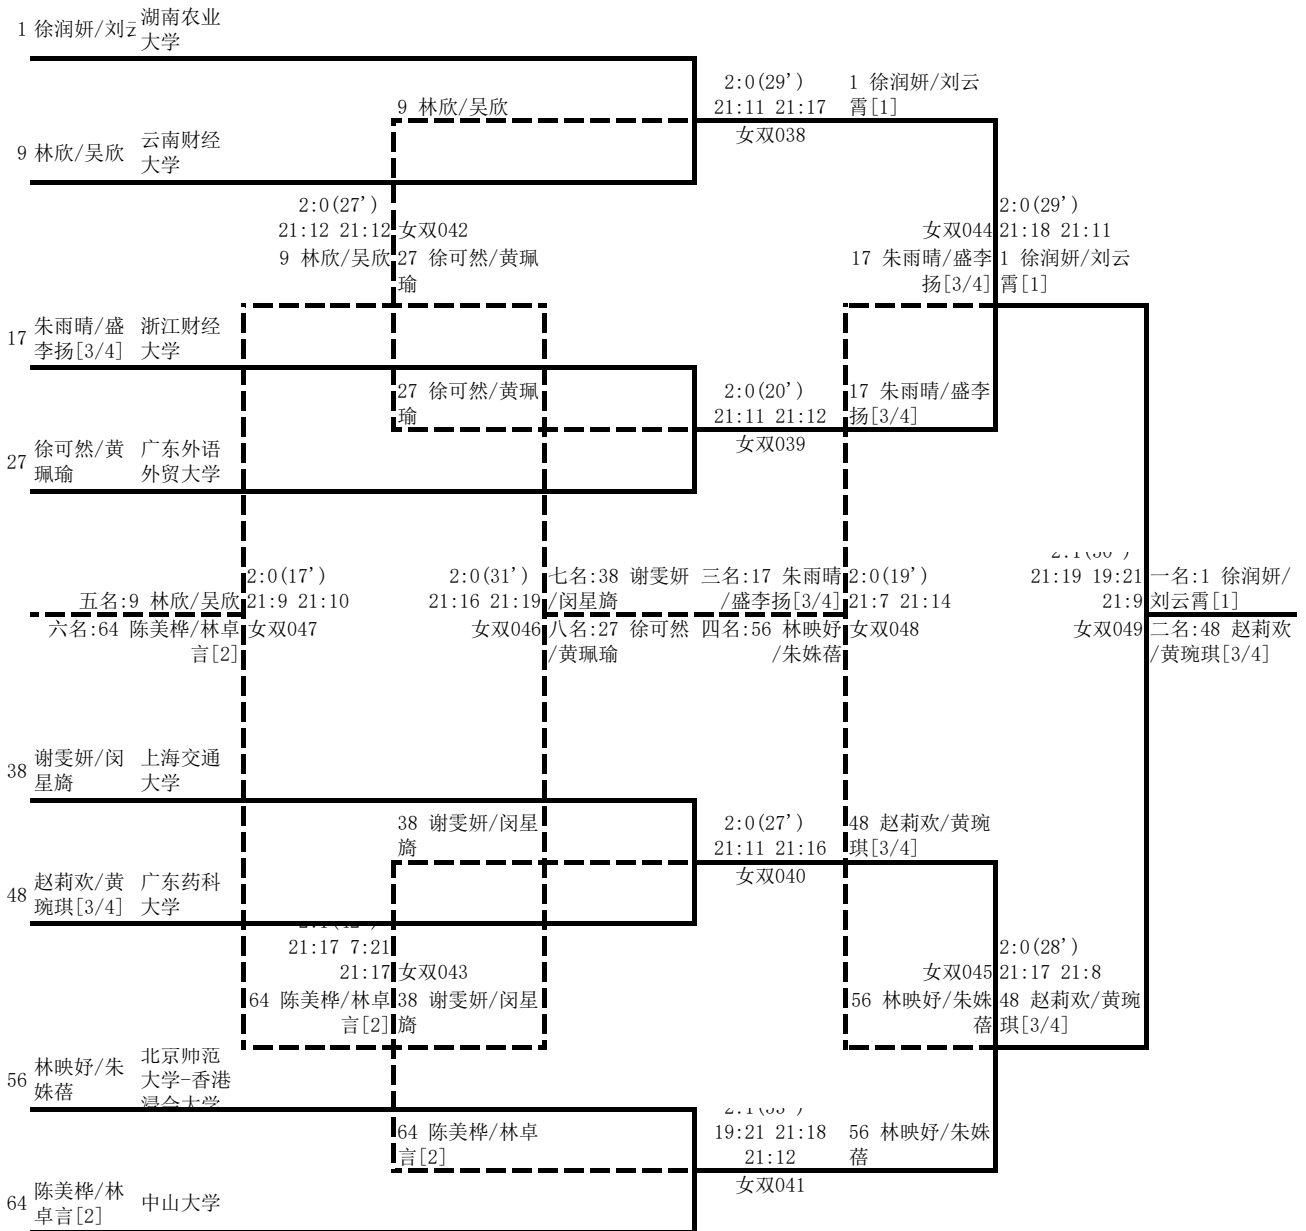 1 徐润妍/刘云
湖南农业
大学
2:0(29') 1 徐润妍/刘云
21:11 21:17 霄[1]
女双038
9 林欣/吴欣
9 林欣/吴欣
云南财经
大学
2:0(27')
21:12 21:12 女双042
9 林欣/吴欣 27 徐可然/黄珮
瑜
2:0(29')
女双044 21:18 21:11
17 朱雨晴/盛李 1 徐润妍/刘云
扬[3/4] 霄[1]
17 朱雨晴/盛
李扬[3/4]
浙江财经
大学
27 徐可然/黄珮
瑜
2:0(20') 17 朱雨晴/盛李
21:11 21:12 扬[3/4]
女双039
27 徐可然/黄
珮瑜
广东外语
外贸大学
2:0(17')
五名:9 林欣/吴欣 21:9 21:10
六名:64 陈美桦/林卓 女双047
言[2]
2:0(31') 七名:38 谢雯妍
21:16 21:19 /闵星旖
女双046 八名:27 徐可然
/黄珮瑜
三名:17 朱雨晴 2:0(19')
/盛李扬[3/4] 21:7 21:14
四名:56 林映妤 女双048
/朱姝蓓
21:19 19:21 一名:1 徐润妍/
21:9 刘云霄[1]
女双049 二名:48 赵莉欢
/黄琬琪[3/4]
38 谢雯妍/闵
星旖
上海交通
大学
38 谢雯妍/闵星
旖
2:0(27') 48 赵莉欢/黄琬
21:11 21:16 琪[3/4]
女双040
48 赵莉欢/黄
琬琪[3/4]
广东药科
大学
21:17 7:21
21:17 女双043
64 陈美桦/林卓 38 谢雯妍/闵星
言[2] 旖
2:0(28')
女双045 21:17 21:8
56 林映妤/朱姝 48 赵莉欢/黄琬
蓓 琪[3/4]
56 林映妤/朱
姝蓓
北京师范
大学-香港
浸会大学
64 陈美桦/林卓
言[2]
19:21 21:18 56 林映妤/朱姝
21:12 蓓
女双041
64 陈美桦/林
卓言[2]
中山大学